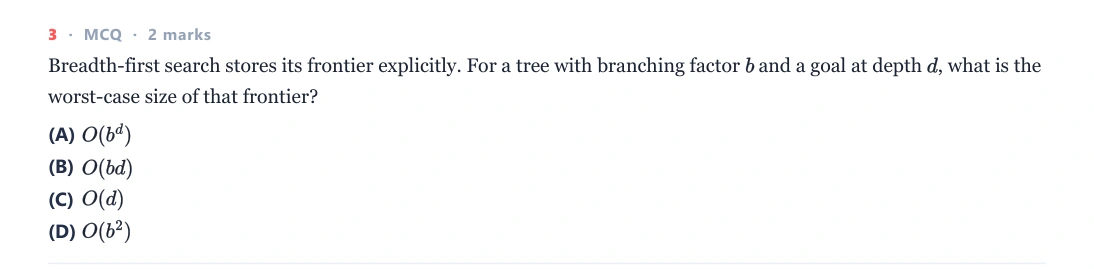 3 · MCQ · 2 marks
Breadth-first search stores its frontier explicitly. For a tree with branching factor b and a goal at depth d, what is the
worst-case size of that frontier?
(A) O(b^d)
(B) O(bd)
(C) O(d)
(D) O(b^2)